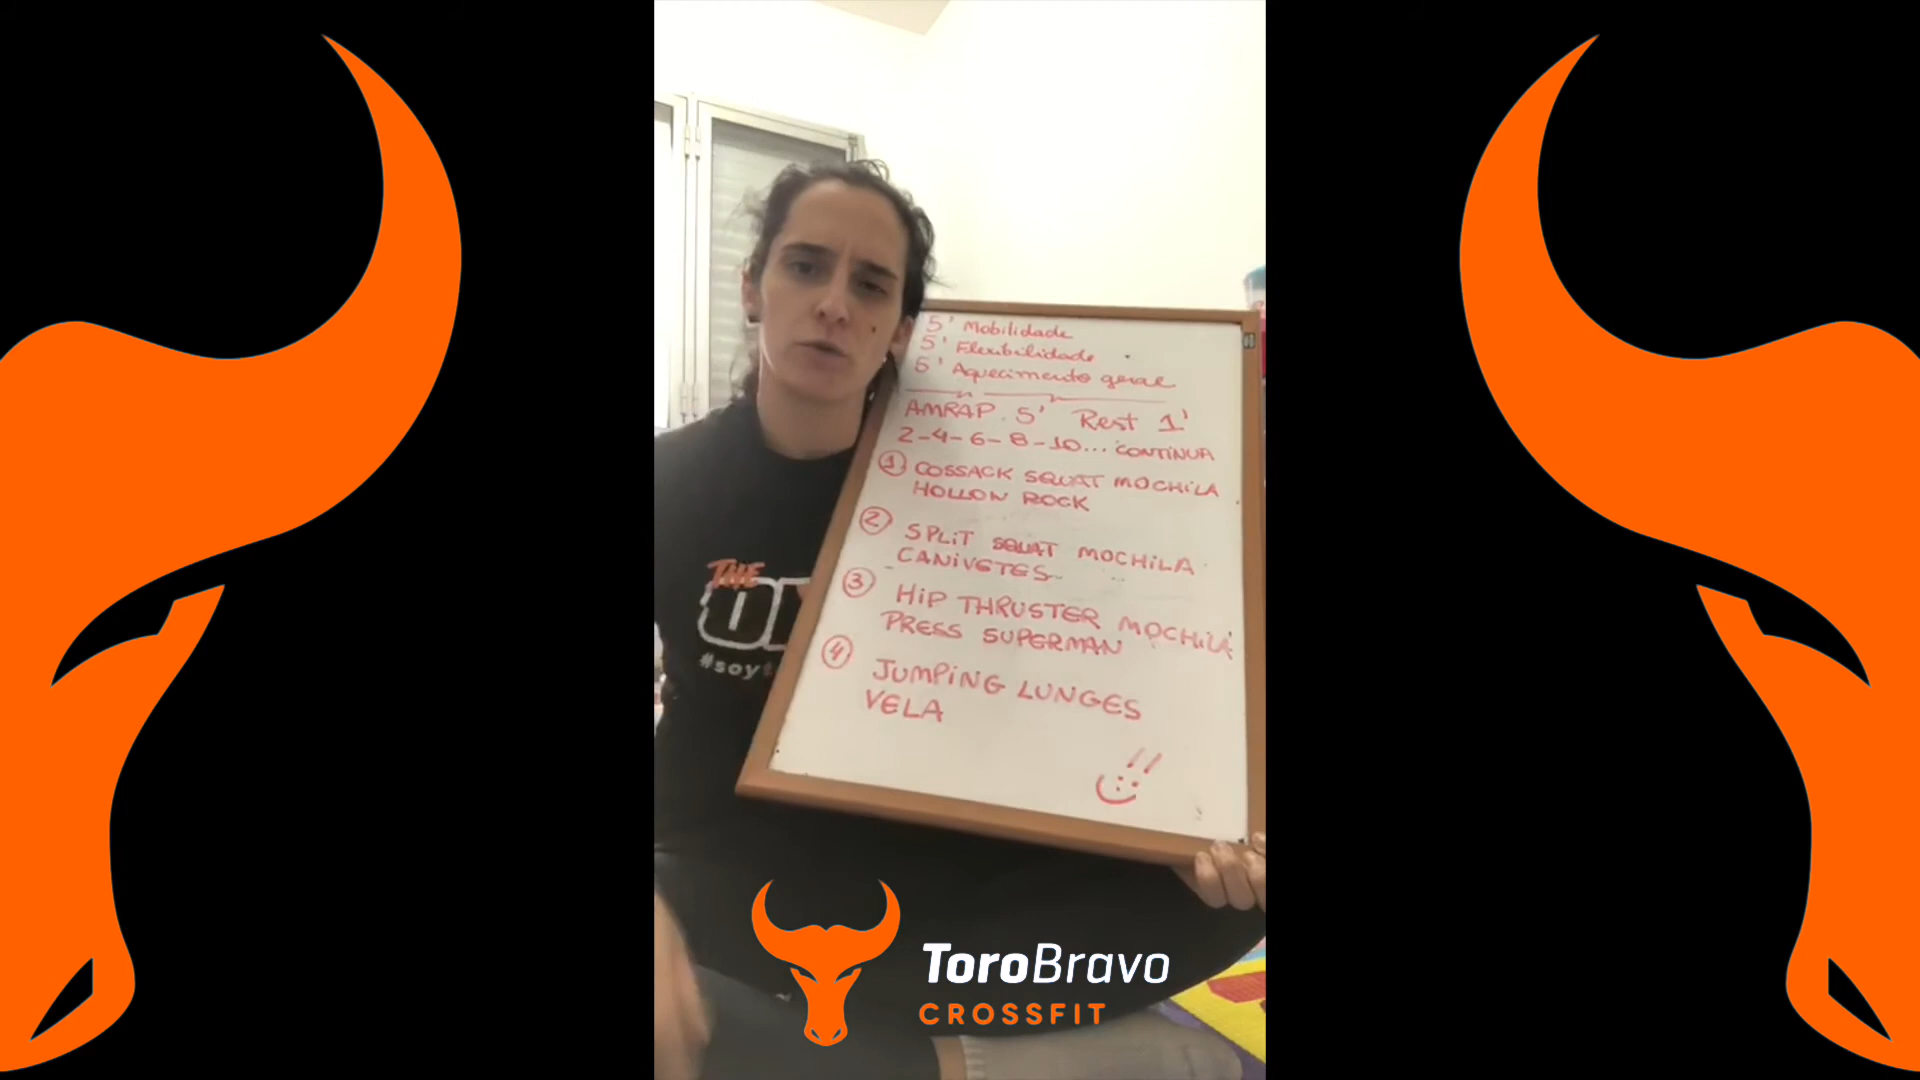 5' Mobilidade
5' Flexibilidade
5' Aquecimento geral
AMRAP 5' Rest 1'
2-4-6-8-10... CONTINUA
① COSSACK SQUAT MOCHILA
HOLLON ROCK
② SPLIT SQUAT MOCHILA
CANIVETES
③ HIP THRUSTER MOCHILA
PRESS SUPERMAN
④ JUMPING LUNGES
VELA
!!
THE
#soy
ToroBravo
CROSSFIT